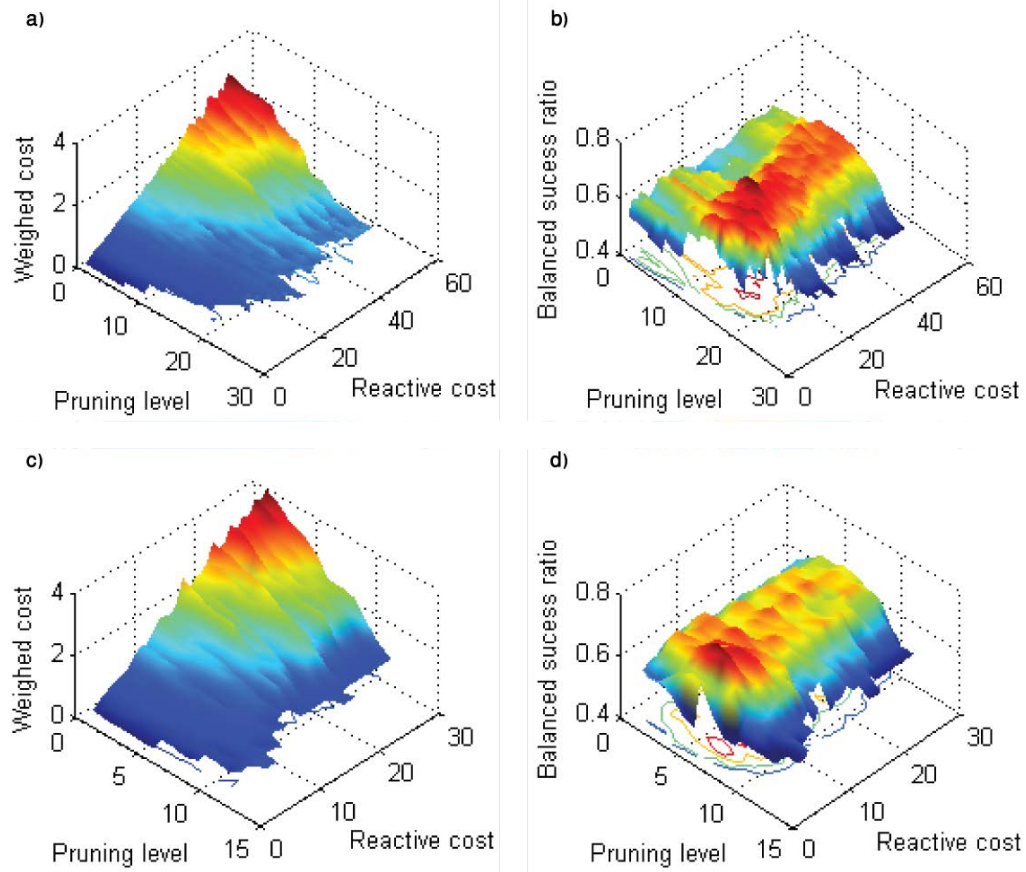 a)
Weighed cost
4
2
0
0
10
20
30
Pruning level
0
20
40
60
Reactive cost
b)
Balanced sucess ratio
0.8
0.6
0.4
0
10
20
30
Pruning level
0
20
40
60
Reactive cost
c)
Weighed cost
4
2
0
0
5
10
15
Pruning level
0
10
20
30
Reactive cost
d)
Balanced sucess ratio
0.8
0.6
0.4
0
5
10
15
Pruning level
0
10
20
30
Reactive cost